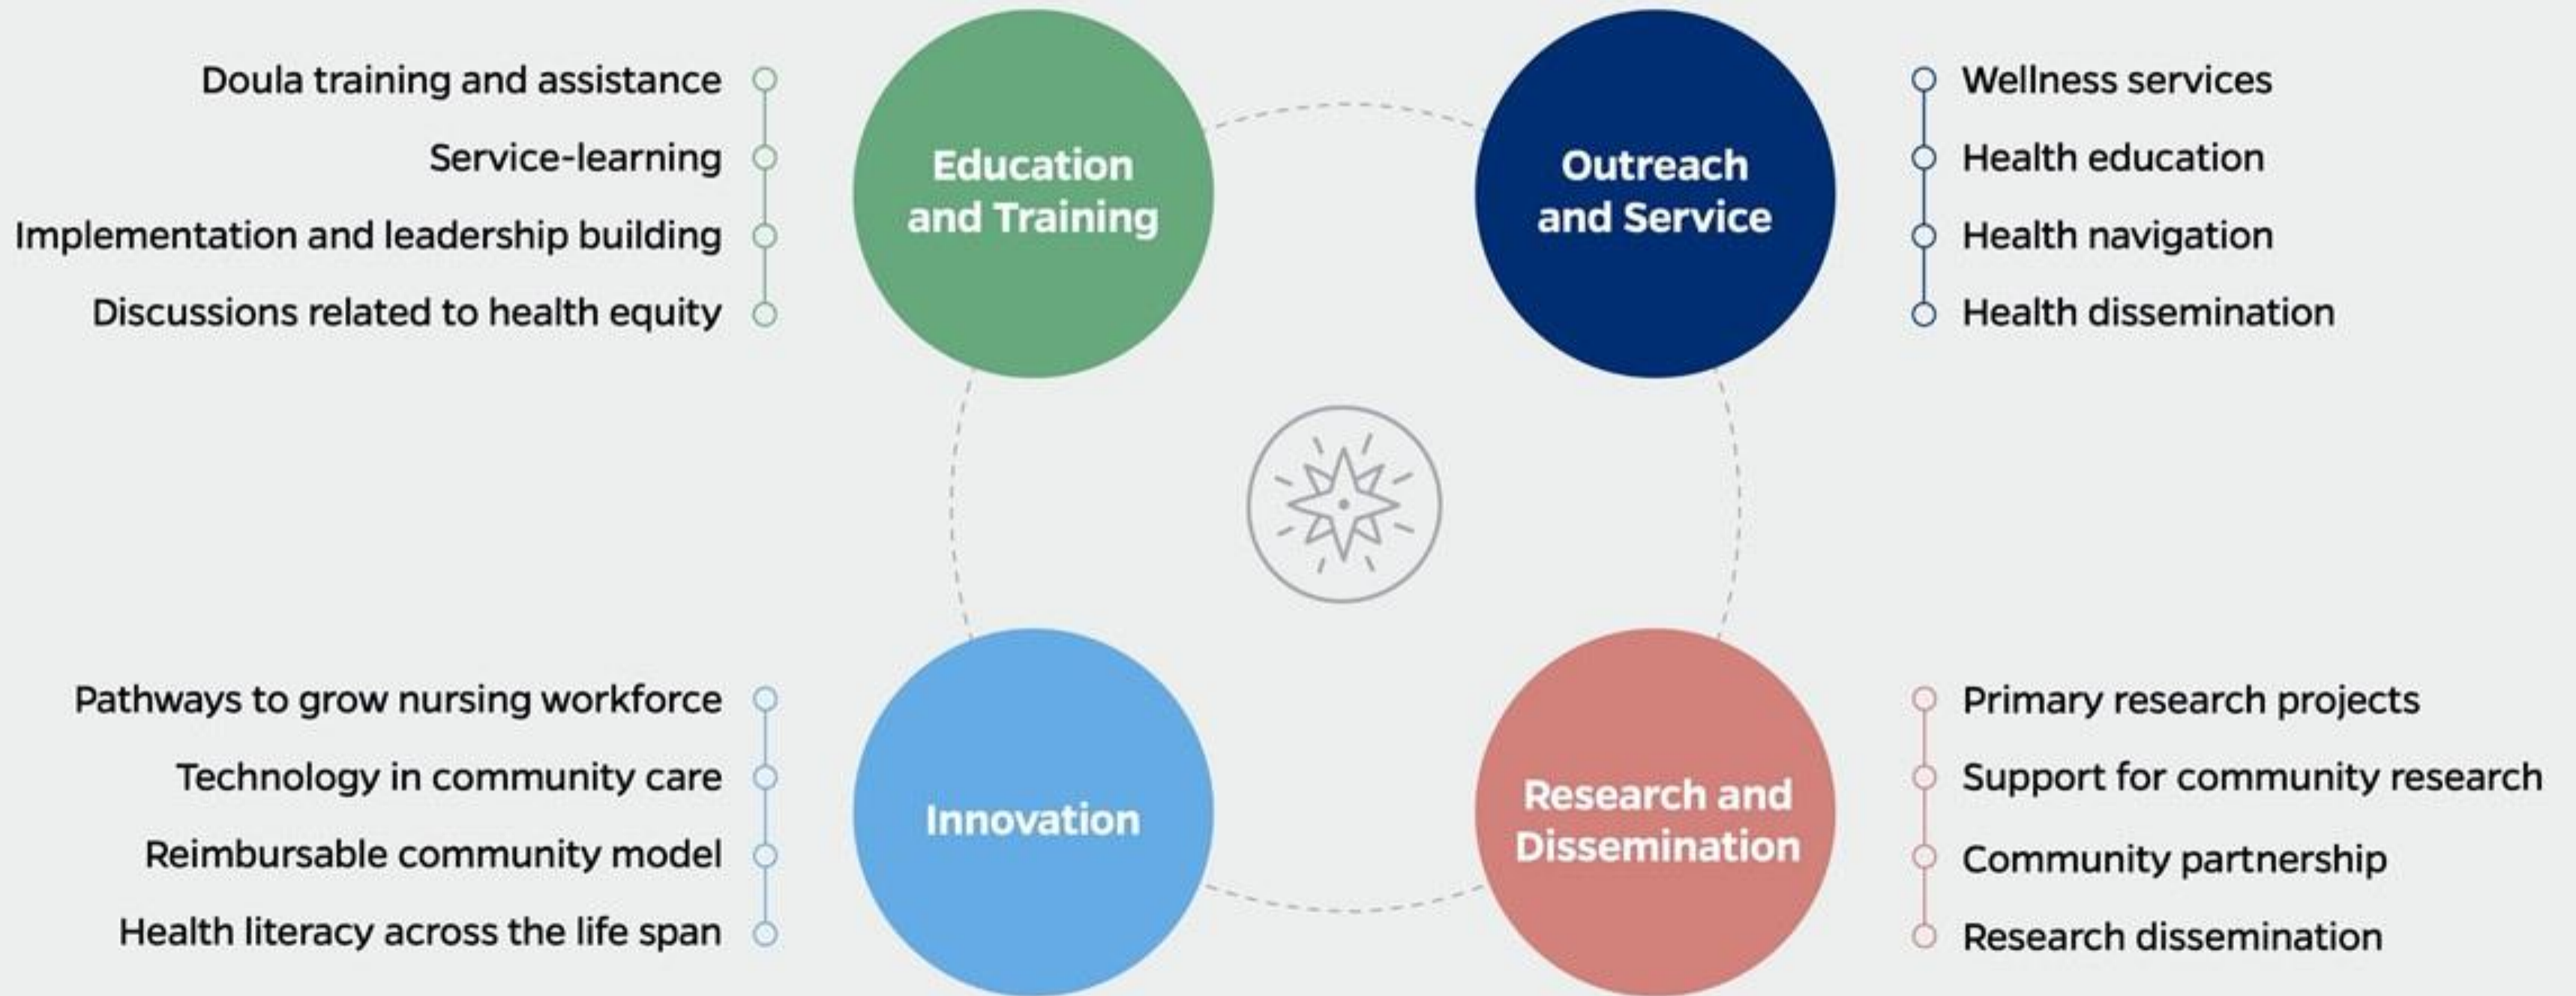 Doula training and assistance
Service-learning
Implementation and leadership building
Discussions related to health equity
Education
and Training
Outreach
and Service
Wellness services
Health education
Health navigation
Health dissemination
Pathways to grow nursing workforce
Technology in community care
Reimbursable community model
Health literacy across the life span
Innovation
Research and
Dissemination
Primary research projects
Support for community research
Community partnership
Research dissemination